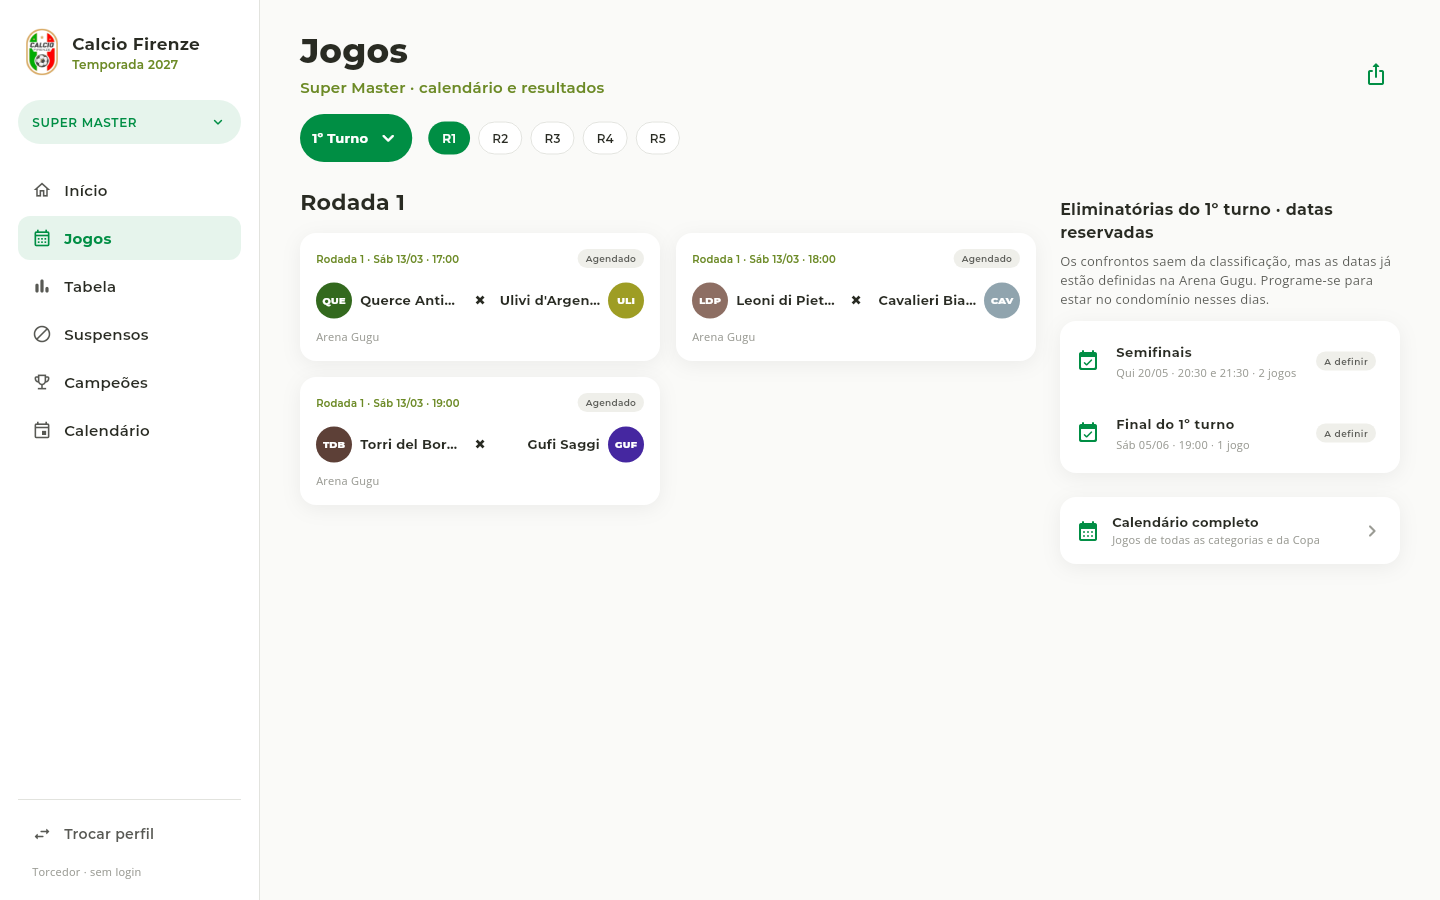 CALCIO
Calcio Firenze
Temporada 2027
SUPER MASTER
Início
Jogos
Tabela
Suspensos
Campeões
Calendário
Trocar perfil
Torcedor · sem login
Jogos
Super Master · calendário e resultados
1º Turno
R1
R2
R3
R4
R5
Rodada 1
Rodada 1 · Sáb 13/03 · 17:00
Agendado
QUE
Querce Anti...
✖
Ulivi d'Argen...
ULI
Arena Gugu
Rodada 1 · Sáb 13/03 · 18:00
Agendado
LDP
Leoni di Piet...
✖
Cavalieri Bia...
CAV
Arena Gugu
Rodada 1 · Sáb 13/03 · 19:00
Agendado
TDB
Torri del Bor...
✖
Gufi Saggi
GUF
Arena Gugu
Eliminatórias do 1º turno · datas
reservadas
Os confrontos saem da classificação, mas as datas já
estão definidas na Arena Gugu. Programe-se para
estar no condomínio nesses dias.
Semifinais
Qui 20/05 · 20:30 e 21:30 · 2 jogos
A definir
Final do 1º turno
Sáb 05/06 · 19:00 · 1 jogo
A definir
Calendário completo
Jogos de todas as categorias e da Copa